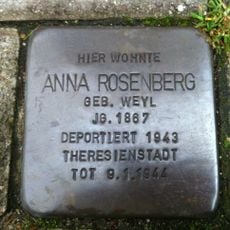 HIER WOHNTE
ANNA ROSENBERG
GEB. WEYL
JG. 1867
DEPORTIERT 1943
THERESIENSTADT
TOT 9.1.1944